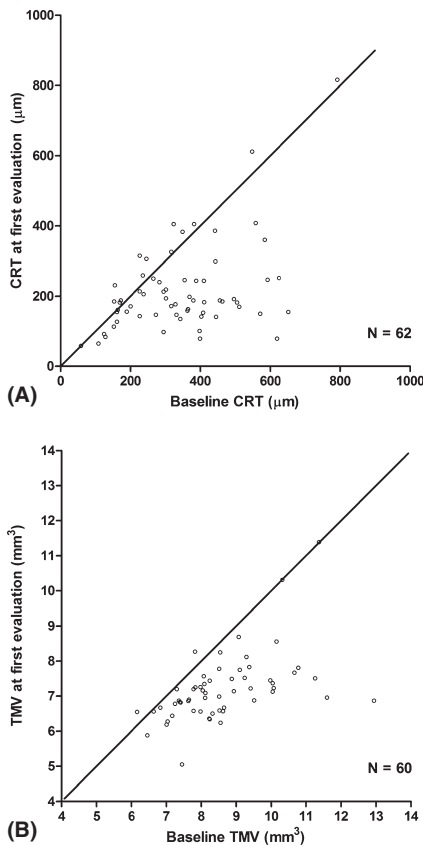 1000
800
600
400
200
0
CRT at first evaluation (μm)
0 200 400 600 800 1000
Baseline CRT (μm)
N = 62
(A)
14
13
12
11
10
9
8
7
6
5
4
TMV at first evaluation (mm³)
4 5 6 7 8 9 10 11 12 13 14
Baseline TMV (mm³)
N = 60
(B)